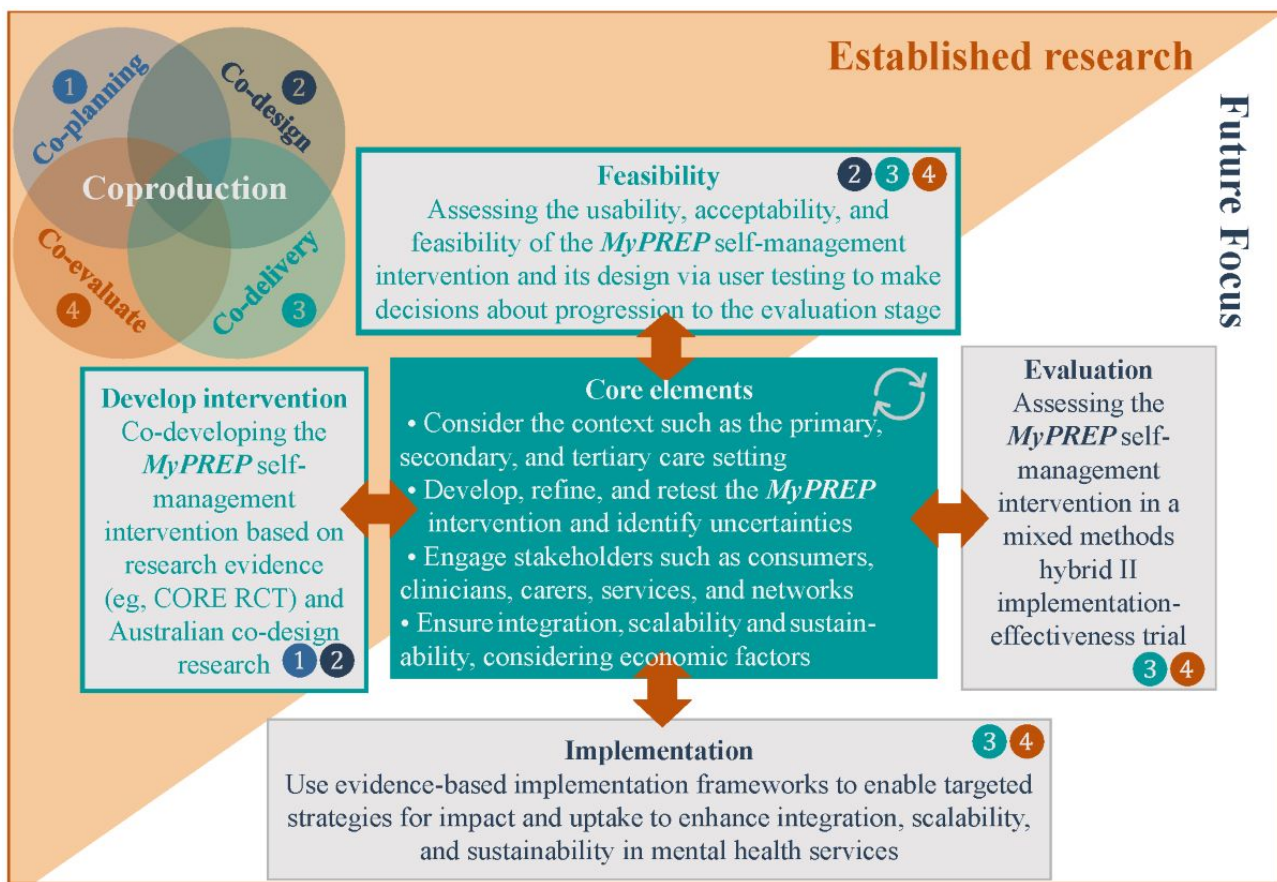 Established research
Future Focus
1
Co-planning
2
Co-design
Coproduction
Co-evaluate
4
Co-delivery
3
Feasibility
2 3 4
Assessing the usability, acceptability, and
feasibility of the MyPREP self-management
intervention and its design via user testing to make
decisions about progression to the evaluation stage
Develop intervention
Co-developing the
MyPREP self-
management
intervention based on
research evidence
(eg, CORE RCT) and
Australian co-design
research 1 2
Core elements
• Consider the context such as the primary,
secondary, and tertiary care setting
• Develop, refine, and retest the MyPREP
intervention and identify uncertainties
• Engage stakeholders such as consumers,
clinicians, carers, services, and networks
• Ensure integration, scalability and sustain-
ability, considering economic factors
Evaluation
Assessing the
MyPREP self-
management
intervention in a
mixed methods
hybrid II
implementation-
effectiveness trial
3 4
Implementation
3 4
Use evidence-based implementation frameworks to enable targeted
strategies for impact and uptake to enhance integration, scalability,
and sustainability in mental health services